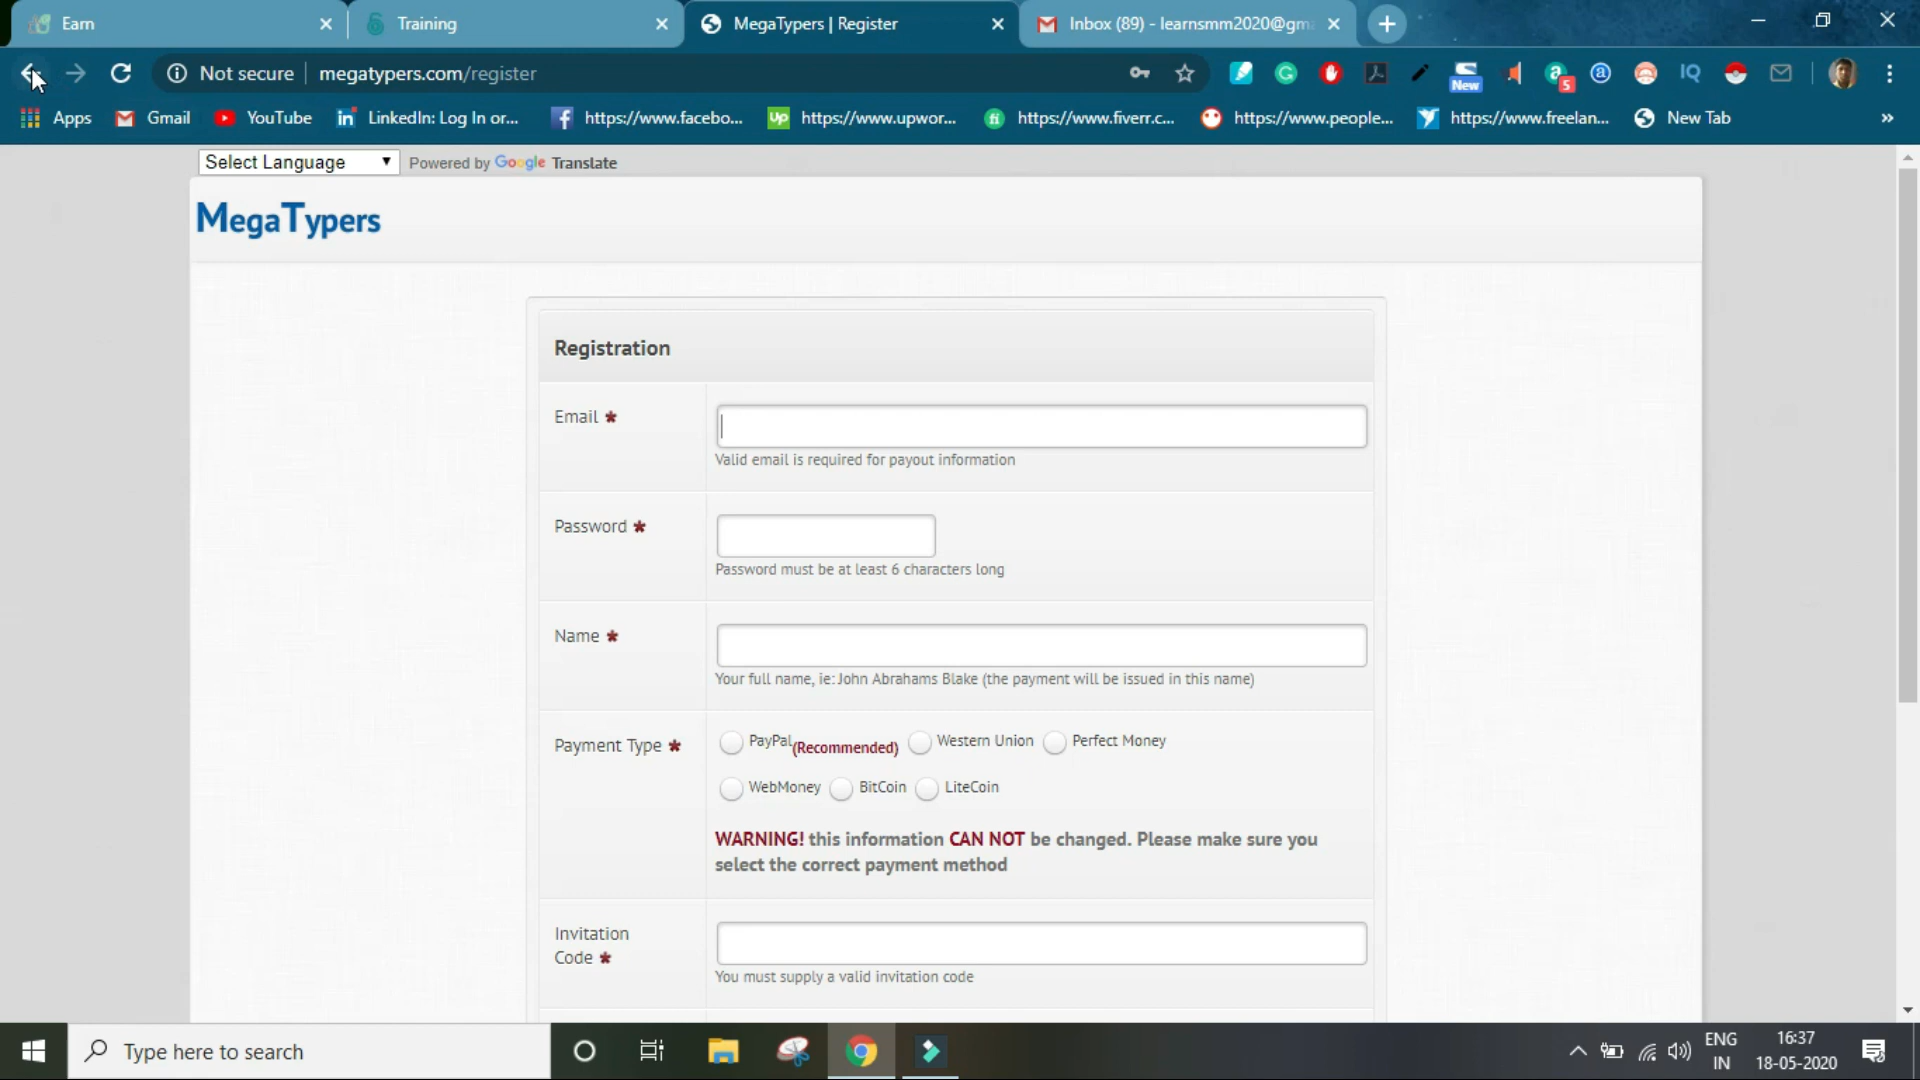 Earn
Training
MegaTypers | Register
Inbox (89) - learnsmm2020@gm
Not secure
megatypers.com/register
New
5
IQ
Apps
Gmail
YouTube
LinkedIn: Log In or...
https://www.facebo...
https://www.upwor...
https://www.fiverr.c...
https://www.people...
https://www.freelan...
New Tab
»
Select Language
Powered by Google Translate
MegaTypers
Registration
Email *
Valid email is required for payout information
Password *
Password must be at least 6 characters long
Name *
Your full name, ie: John Abrahams Blake (the payment will be issued in this name)
Payment Type *
PayPal (Recommended) Western Union Perfect Money
WebMoney BitCoin LiteCoin
WARNING! this information CAN NOT be changed. Please make sure you
select the correct payment method
Invitation
Code *
You must supply a valid invitation code
Type here to search
ENG
IN
16:37
18-05-2020